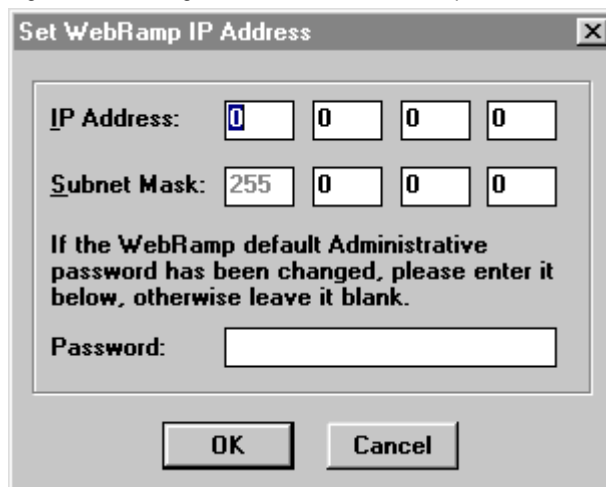 Set WebRamp IP Address
IP Address: 0 0 0 0
Subnet Mask: 255 0 0 0
If the WebRamp default Administrative
password has been changed, please enter it
below, otherwise leave it blank.
Password:
OK Cancel